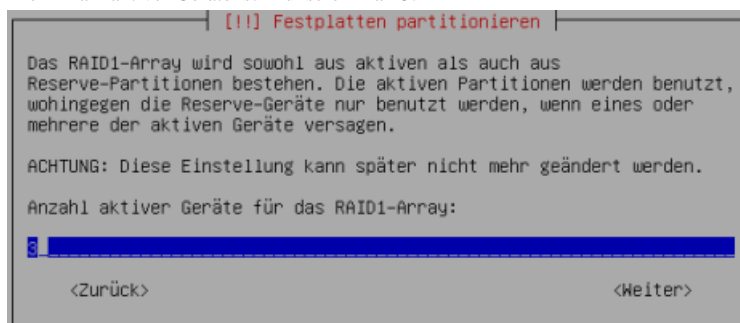 [!!] Festplatten partitionieren
Das RAID1-Array wird sowohl aus aktiven als auch aus
Reserve-Partitionen bestehen. Die aktiven Partitionen werden benutzt,
wohingegen die Reserve-Geräte nur benutzt werden, wenn eines oder
mehrere der aktiven Geräte versagen.
ACHTUNG: Diese Einstellung kann später nicht mehr geändert werden.
Anzahl aktiver Geräte für das RAID1-Array:
3
<Zurück> <Weiter>